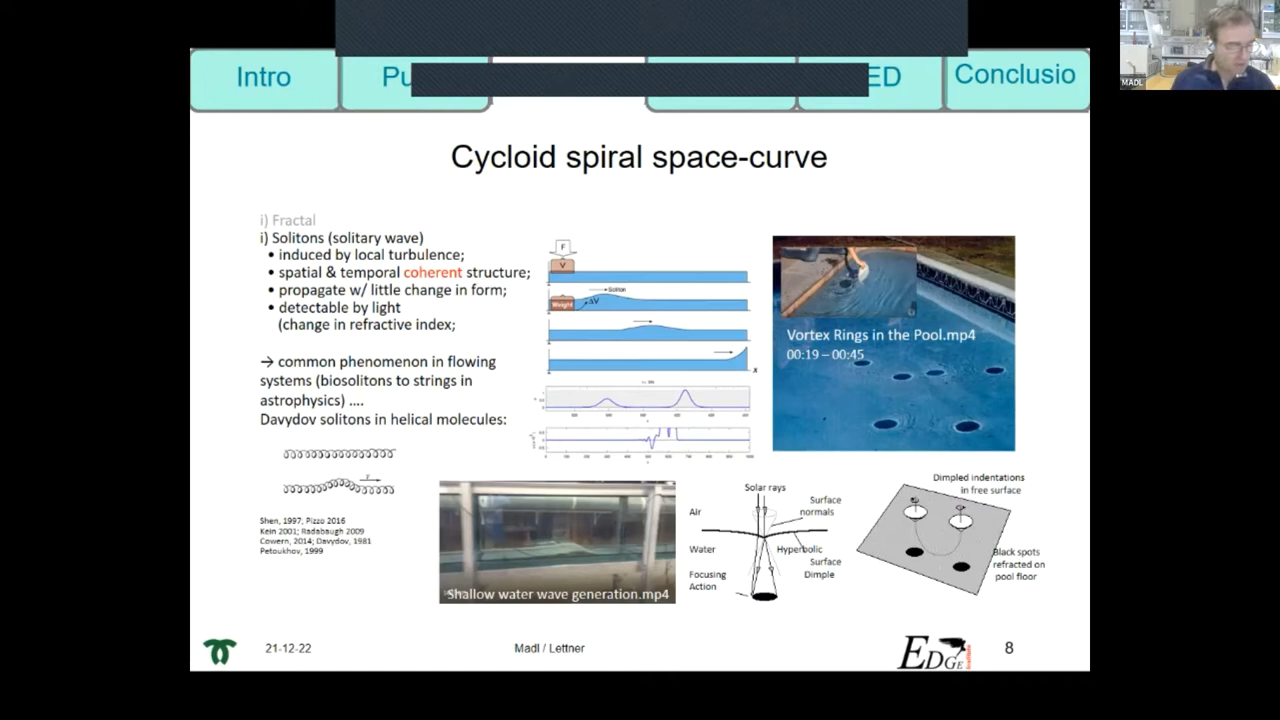 Intro
Pu
ED
Conclusio
MADL
Cycloid spiral space-curve
i) Fractal
i) Solitons (solitary wave)
• induced by local turbulence;
• spatial & temporal coherent structure;
• propagate w/ little change in form;
• detectable by light
(change in refractive index;
→ common phenomenon in flowing
systems (biosolitons to strings in
astrophysics) ....
Davydov solitons in helical molecules:
Shen, 1997; Pizzo 2016
Kein 2001; Radabaugh 2009
Cowern, 2014; Davydov, 1981
Petoukhov, 1999
F
V
Soliton
Weight
ΔV
x
Vortex Rings in the Pool.mp4
00:19 – 00:45
Shallow water wave generation.mp4
Solar rays
Air
Surface
normals
Water
Hyperbolic
Surface
Dimple
Focusing
Action
Dimpled indentations
in free surface
Black spots
refracted on
pool floor
21-12-22
Madl / Lettner
EDGE
8